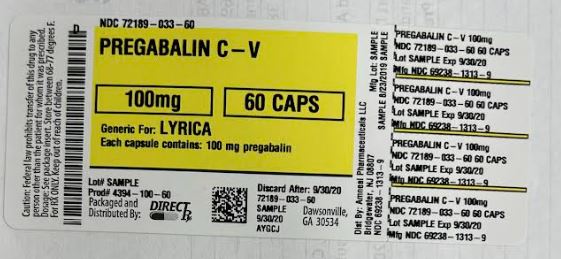 NDC 72189-033-60
PREGABALIN C-V
100mg
60 CAPS
Generic For: LYRICA
Each capsule contains: 100 mg pregabalin
Caution: Federal law prohibits transfer of this drug to any
person other than the patient for whom it was prescribed.
Dosage: See package insert. Store between 68-77 degrees F.
For RX ONLY. Keep out of reach of children.
Lot# SAMPLE
Prod# 4394-100-60
Packaged and
Distributed By:
DIRECT Rx
Discard After: 9/30/20
72189-033-60
SAMPLE
9/30/20
AYGCJ
Dawsonville,
GA 30534
Mfg Lot: SAMPLE
SAMPLE 8/23/2019 SAMPLE
Dist By: Amneal Pharmaceuticals LLC
Bridgewater, NJ 08807
NDC 69238-1313-9
PREGABALIN C-V 100mg
NDC 72189-033-60 60 CAPS
Lot SAMPLE Exp 9/30/20
Mfg NDC 69238-1313-9
PREGABALIN C-V 100mg
NDC 72189-033-60 60 CAPS
Lot SAMPLE Exp 9/30/20
Mfg NDC 69238-1313-9
PREGABALIN C-V 100mg
NDC 72189-033-60 60 CAPS
Lot SAMPLE Exp 9/30/20
Mfg NDC 69238-1313-9
PREGABALIN C-V 100mg
NDC 72189-033-60 60 CAPS
Lot SAMPLE Exp 9/30/20
Mfg NDC 69238-1313-9